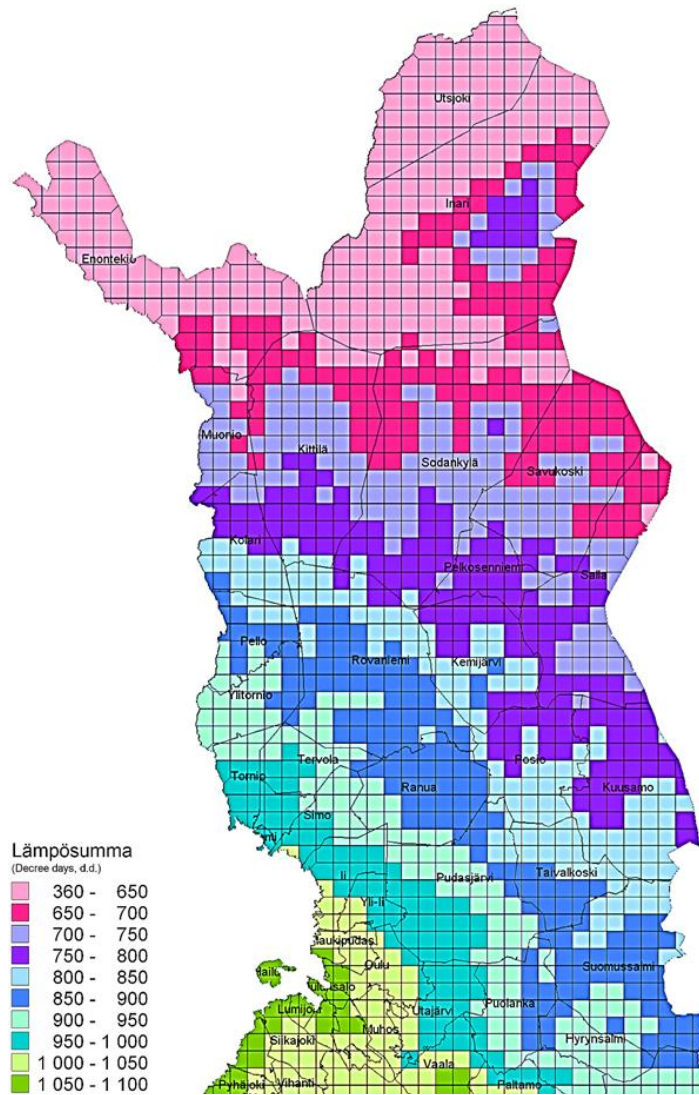 Utsjoki
Inari
Enontekiö
Muonio
Kittilä
Sodankylä
Savukoski
Kolari
Pelkosenniemi
Salla
Pello
Rovaniemi
Kemijärvi
Ylitornio
Tervola
Posio
Tornio
Ranua
Kuusamo
Simo
Lämpösumma
(Decree days, d.d.)
360 - 650
650 - 700
700 - 750
750 - 800
800 - 850
850 - 900
900 - 950
950 - 1 000
1 000 - 1 050
1 050 - 1 100
Ii
Pudasjärvi
Taivalkoski
Yli-Ii
aukipudas
Oulu
Suomussalmi
Hailu
Lumijoki
Utajärvi
Puolanka
Muhos
Siikajoki
Hyrynsalmi
Vaala
Pyhäjoki
Vihanti
Paltamo